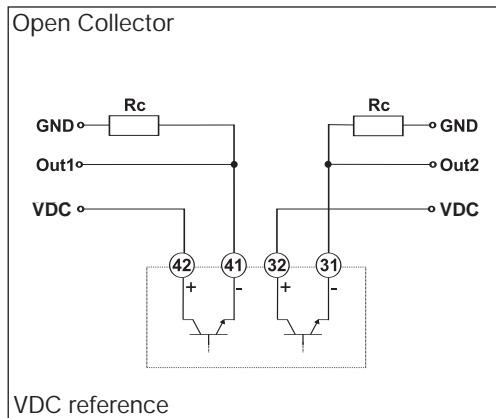 Open Collector
Rc Rc
GND GND
Out1 Out2
VDC VDC
42 41 32 31
+ - + -
VDC reference